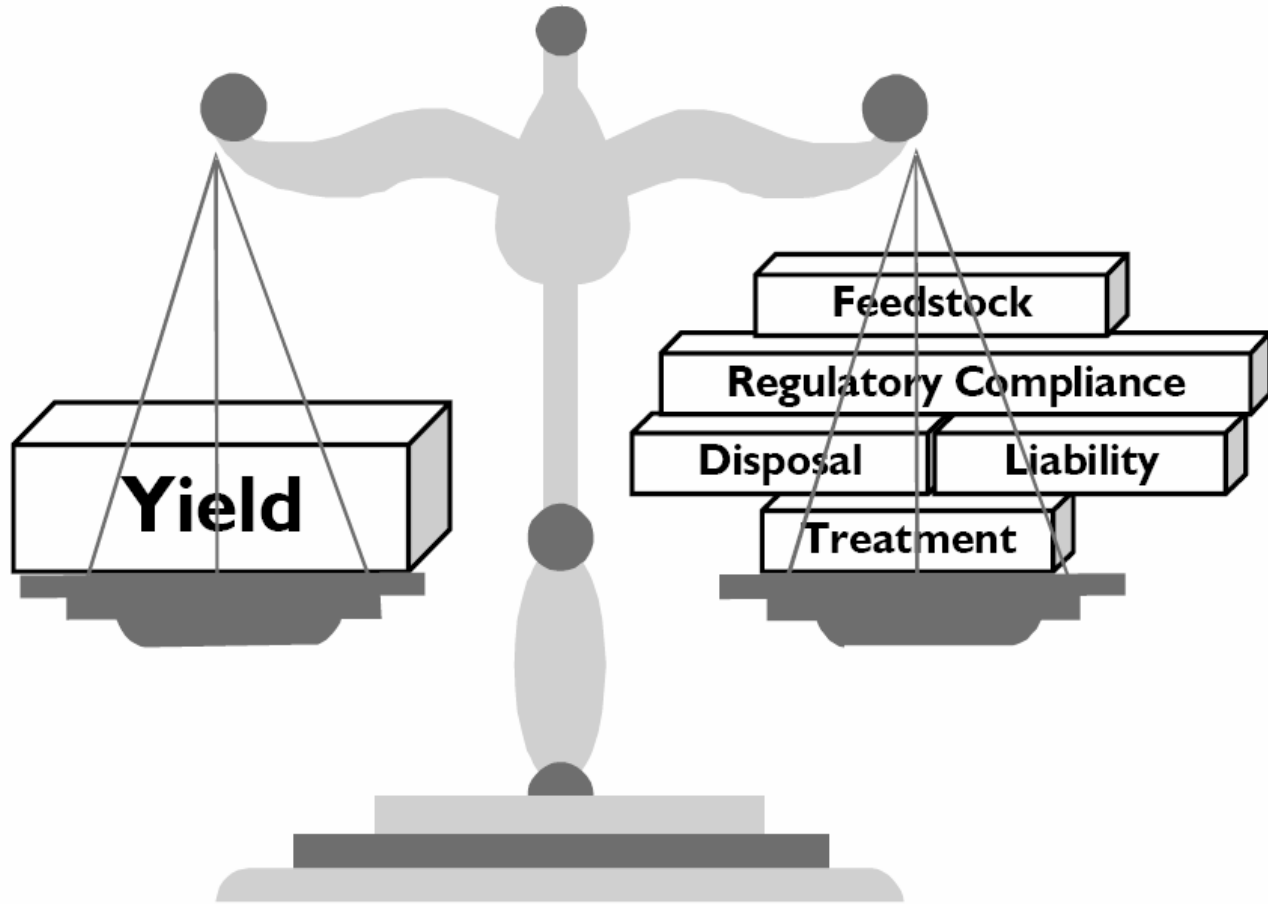 Feedstock
Regulatory Compliance
Disposal Liability
Yield
Treatment